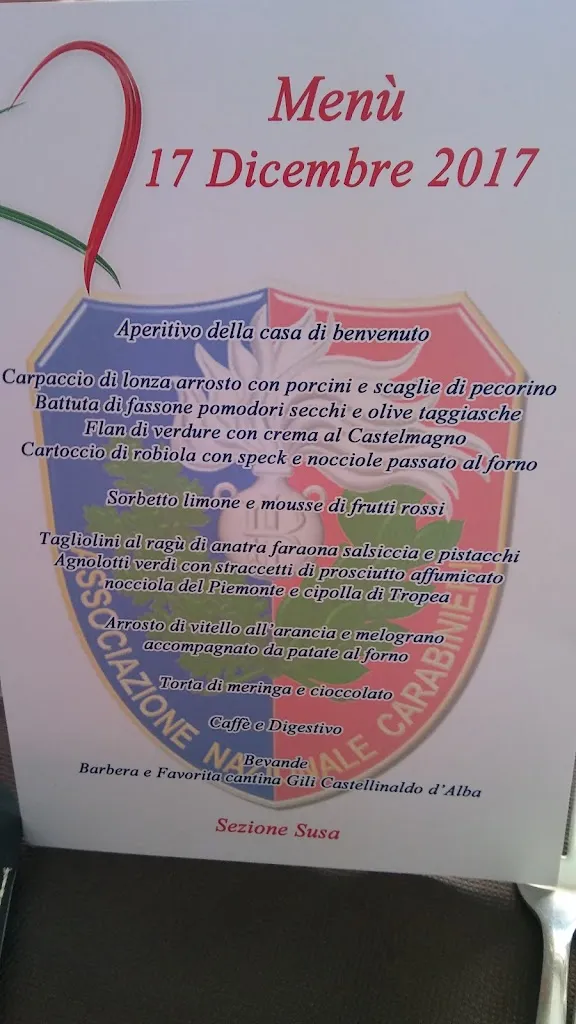 Menù
17 Dicembre 2017
Aperitivo della casa di benvenuto
Carpaccio di lonza arrosto con porcini e scaglie di pecorino
Battuta di fassone pomodori secchi e olive taggiasche
Flan di verdure con crema al Castelmagno
Cartoccio di robiola con speck e nocciole passato al forno
Sorbetto limone e mousse di frutti rossi
Tagliolini al ragù di anatra faraona salsiccia e pistacchi
Agnolotti verdi con straccetti di prosciutto affumicato
nocciola del Piemonte e cipolla di Tropea
Arrosto di vitello all'arancia e melograno
accompagnato da patate al forno
Torta di meringa e cioccolato
Caffè e Digestivo
Bevande
Barbera e Favorita cantina Gili Castellinaldo d'Alba
ASSOCIAZIONE NAZIONALE CARABINIERI
Sezione Susa